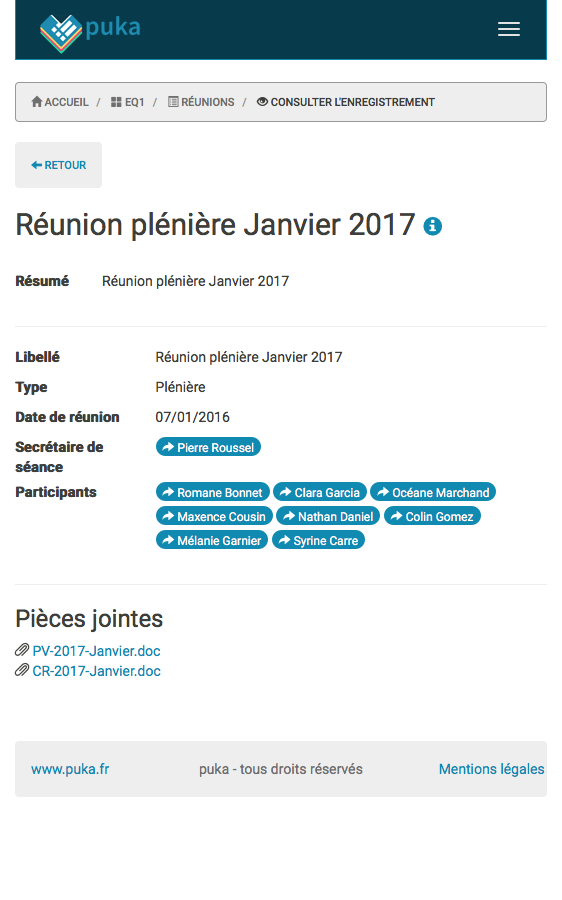 puka
ACCUEIL / EQ1 / RÉUNIONS / CONSULTER L'ENREGISTREMENT
RETOUR
Réunion plénière Janvier 2017
Résumé Réunion plénière Janvier 2017
Libellé Réunion plénière Janvier 2017
Type Plénière
Date de réunion 07/01/2016
Secrétaire de Pierre Roussel
séance
Participants Romane Bonnet Clara Garcia Océane Marchand
Maxence Cousin Nathan Daniel Colin Gomez
Mélanie Garnier Syrine Carre
Pièces jointes
PV-2017-Janvier.doc
CR-2017-Janvier.doc
www.puka.fr puka - tous droits réservés Mentions légales